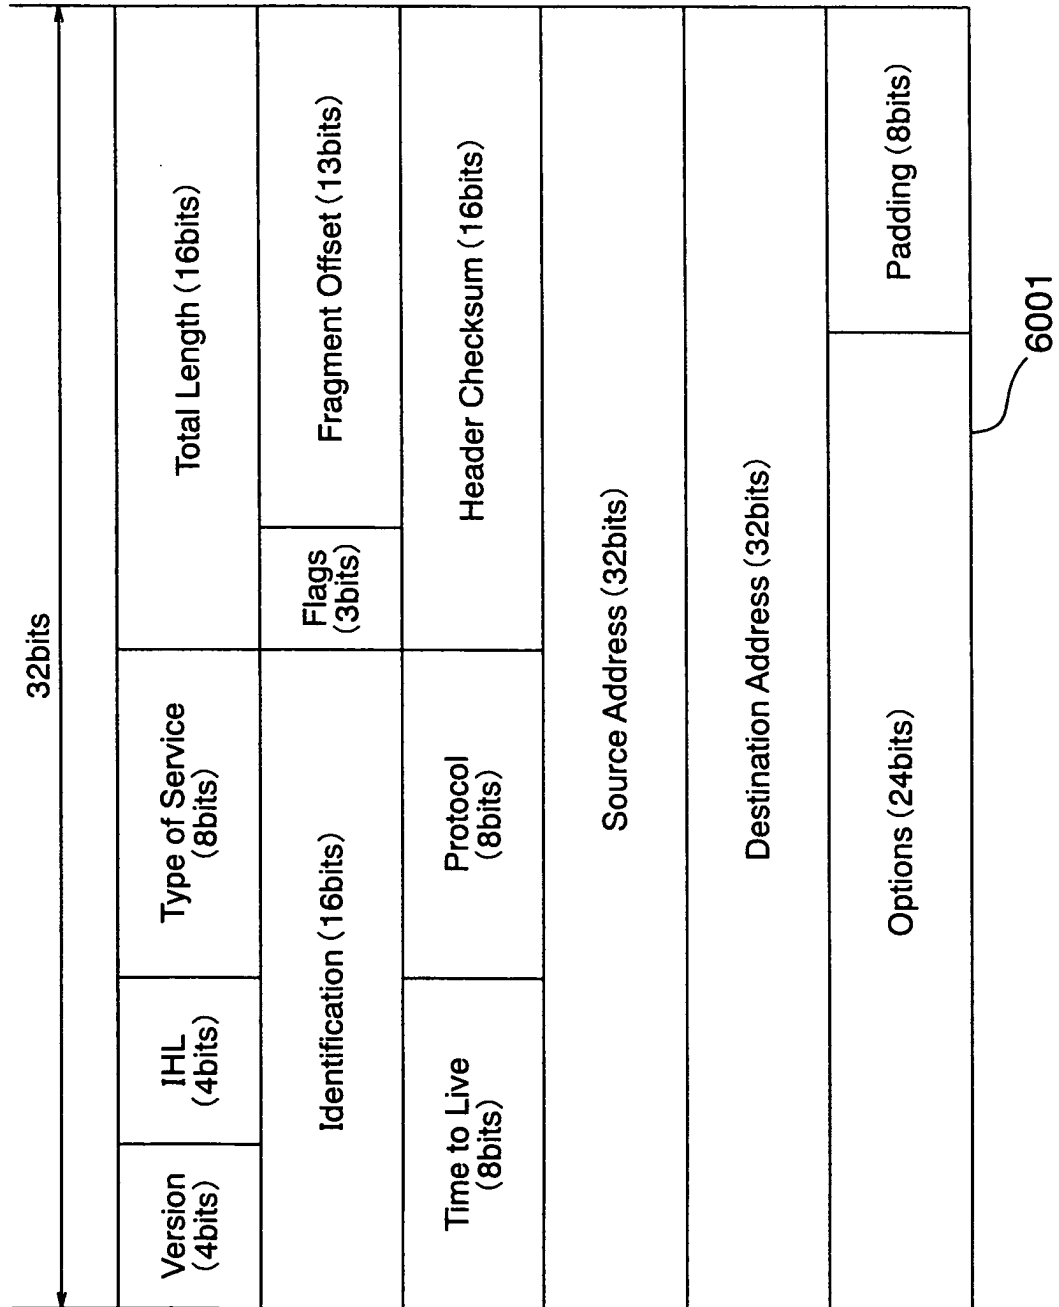 32bits
Version
(4bits)
IHL
(4bits)
Type of Service
(8bits)
Total Length (16bits)
Identification (16bits)
Flags
(3bits)
Fragment Offset (13bits)
Time to Live
(8bits)
Protocol
(8bits)
Header Checksum (16bits)
Source Address (32bits)
Destination Address (32bits)
Options (24bits)
Padding (8bits)
6001